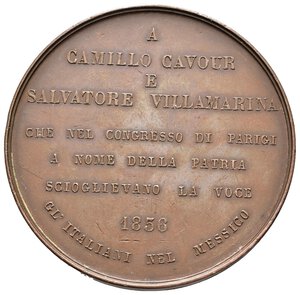 A
CAMILLO CAVOUR
E
SALVATORE VILLAMARINA
CHE NEL CONGRESSO DI PARIGI
A NOME DELLA PATRIA
SCIOGLIEVANO LA VOCE
1856
GL'ITALIANI NEL MESSICO